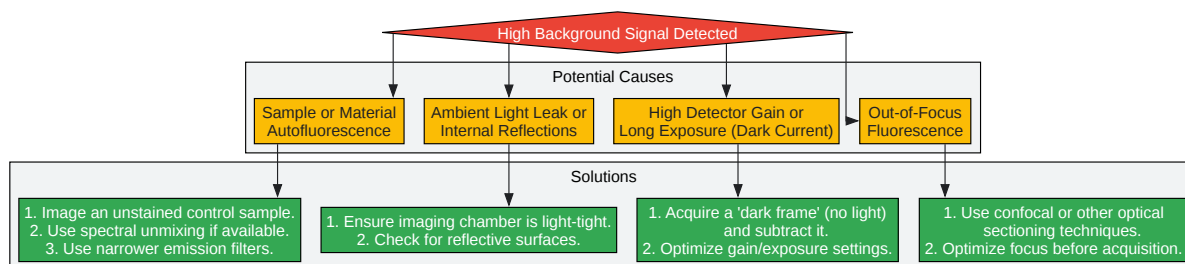 High Background Signal Detected
Potential Causes
Sample or Material
Autofluorescence
Ambient Light Leak or
Internal Reflections
High Detector Gain or
Long Exposure (Dark Current)
Out-of-Focus
Fluorescence
Solutions
1. Image an unstained control sample.
2. Use spectral unmixing if available.
3. Use narrower emission filters.
1. Ensure imaging chamber is light-tight.
2. Check for reflective surfaces.
1. Acquire a 'dark frame' (no light)
and subtract it.
2. Optimize gain/exposure settings.
1. Use confocal or other optical
sectioning techniques.
2. Optimize focus before acquisition.